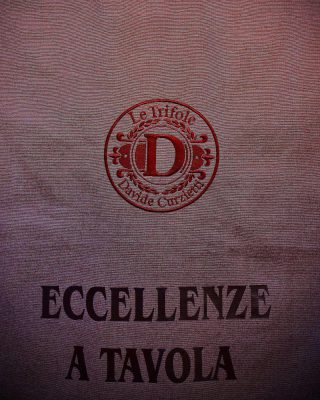 Le Trifole
D
Davide Curzietti
ECCELLENZE
A TAVOLA